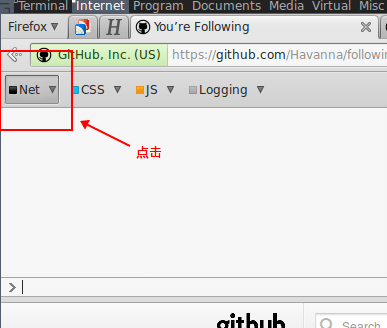 Terminal Internet Program Documents Media Virtual Misc
Firefox You're Following
GitHub, Inc. (US) https://github.com/Havanna/followin
Net CSS JS Logging
点击
>
github Search